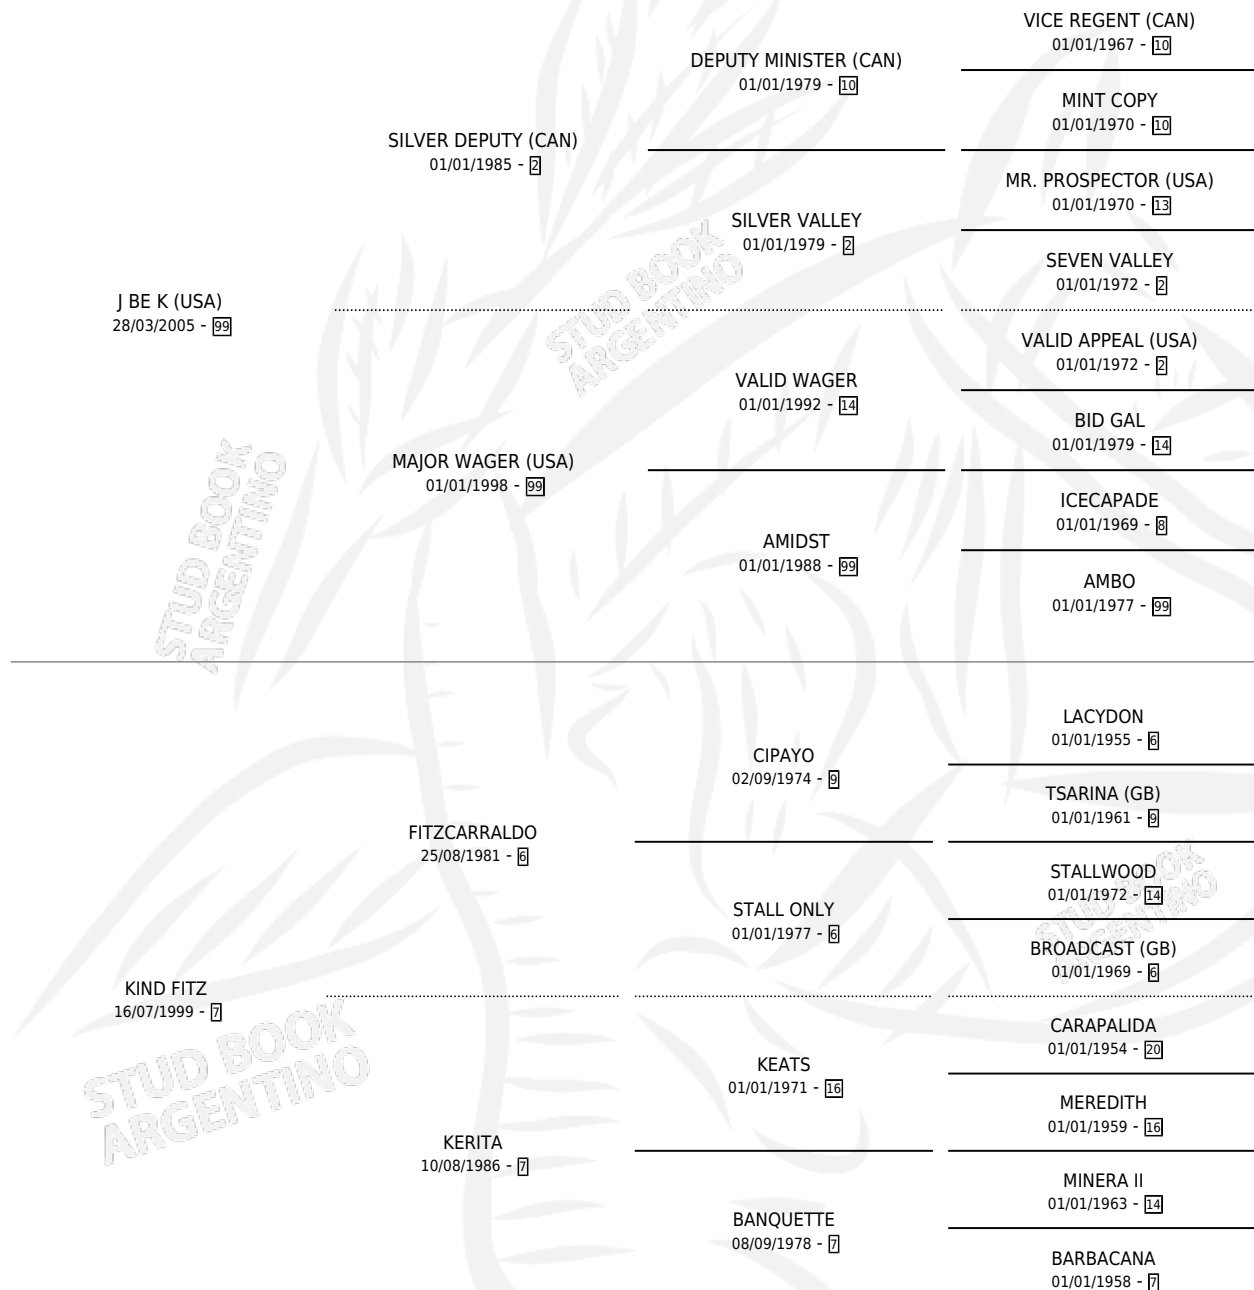 VICE REGENT (CAN)
01/01/1967 - 10
DEPUTY MINISTER (CAN)
01/01/1979 - 10
MINT COPY
01/01/1970 - 10
SILVER DEPUTY (CAN)
01/01/1985 - 2
MR. PROSPECTOR (USA)
01/01/1970 - 13
SILVER VALLEY
01/01/1979 - 2
SEVEN VALLEY
01/01/1972 - 2
J BE K (USA)
28/03/2005 - 99
VALID APPEAL (USA)
01/01/1972 - 2
VALID WAGER
01/01/1992 - 14
BID GAL
01/01/1979 - 14
MAJOR WAGER (USA)
01/01/1998 - 99
ICECAPADE
01/01/1969 - 8
AMIDST
01/01/1988 - 99
AMBO
01/01/1977 - 99
LACYDON
01/01/1955 - 6
CIPAYO
02/09/1974 - 9
TSARINA (GB)
01/01/1961 - 9
FITZCARRALDO
25/08/1981 - 6
STALLWOOD
01/01/1972 - 14
STALL ONLY
01/01/1977 - 6
BROADCAST (GB)
01/01/1969 - 6
KIND FITZ
16/07/1999 - 7
CARAPALIDA
01/01/1954 - 20
KEATS
01/01/1971 - 16
MEREDITH
01/01/1959 - 16
KERITA
10/08/1986 - 7
MINERA II
01/01/1963 - 14
BANQUETTE
08/09/1978 - 7
BARBACANA
01/01/1958 - 7
STUD BOOK
ARGENTINO
STUD BOOK
ARGENTINO
STUD BOOK
ARGENTINO
STUD BOOK
ARGENTINO